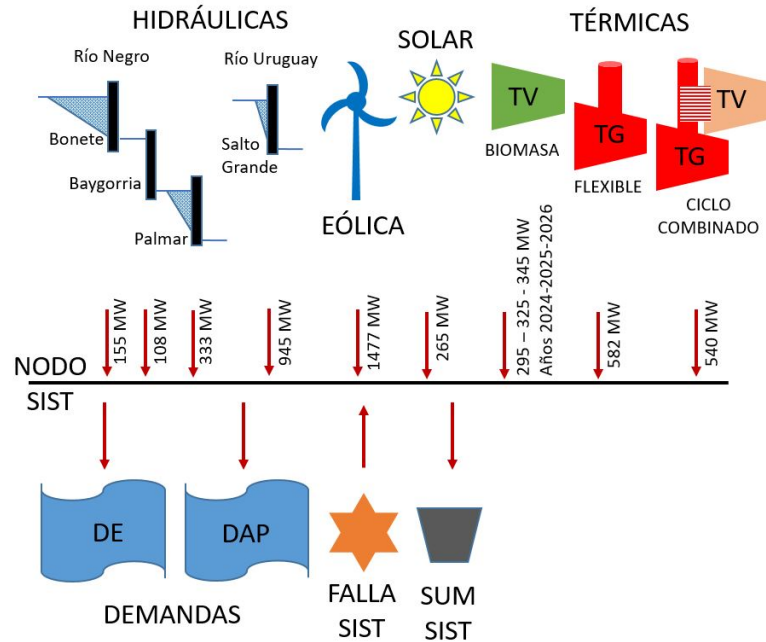 HIDRÁULICAS
SOLAR
TÉRMICAS
Río Negro
Río Uruguay
Bonete
Baygorria
Palmar
Salto
Grande
EÓLICA
TV
BIOMASA
TG
FLEXIBLE
TV
TG
CICLO
COMBINADO
155 MW
108 MW
333 MW
945 MW
1477 MW
265 MW
295 – 325 - 345 MW
Años 2024-2025-2026
582 MW
540 MW
NODO
SIST
DE
DAP
DEMANDAS
FALLA
SIST
SUM
SIST